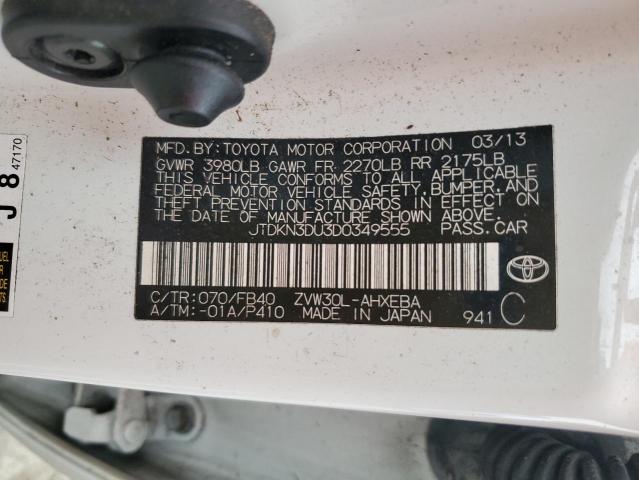 MFD.BY:TOYOTA MOTOR CORPORATION 03/13
GVWR 3980LB GAWR FR 2270LB RR 2175LB
THIS VEHICLE CONFORMS TO ALL APPLICABLE
FEDERAL MOTOR VEHICLE SAFETY,BUMPER,AND
THEFT PREVENTION STANDARDS IN EFFECT ON
THE DATE OF MANUFACTURE SHOWN ABOVE.
JTDKN3DU3D0349555 PASS.CAR
C/TR:070/FB40 ZVW30L-AHXEBA
A/TM:-01A/P410 MADE IN JAPAN 941 C
J 8 47170